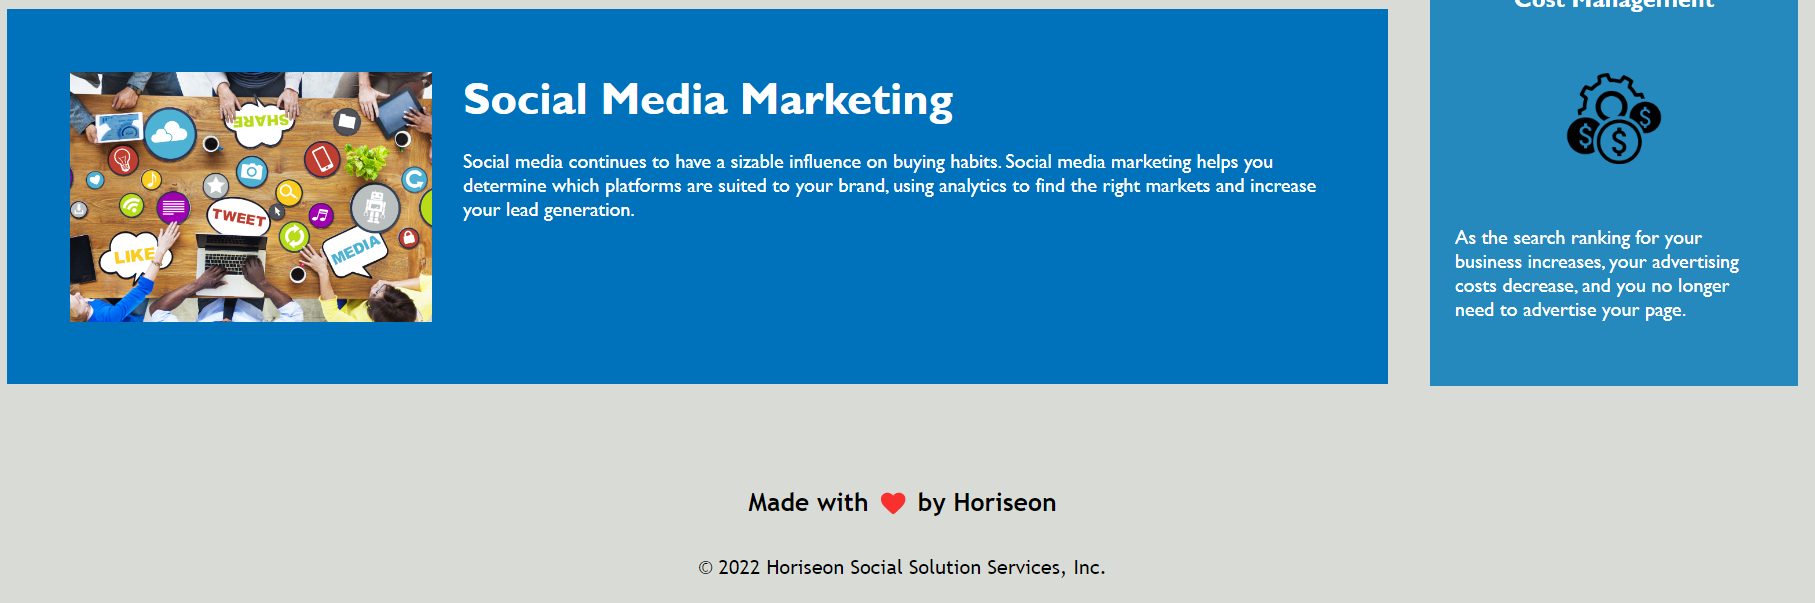 Cost Management
Social Media Marketing
Social media continues to have a sizable influence on buying habits. Social media marketing helps you
determine which platforms are suited to your brand, using analytics to find the right markets and increase
your lead generation.
SHARE
TWEET
LIKE
MEDIA
$
$
$
As the search ranking for your
business increases, your advertising
costs decrease, and you no longer
need to advertise your page.
Made with ❤ by Horiseon
© 2022 Horiseon Social Solution Services, Inc.